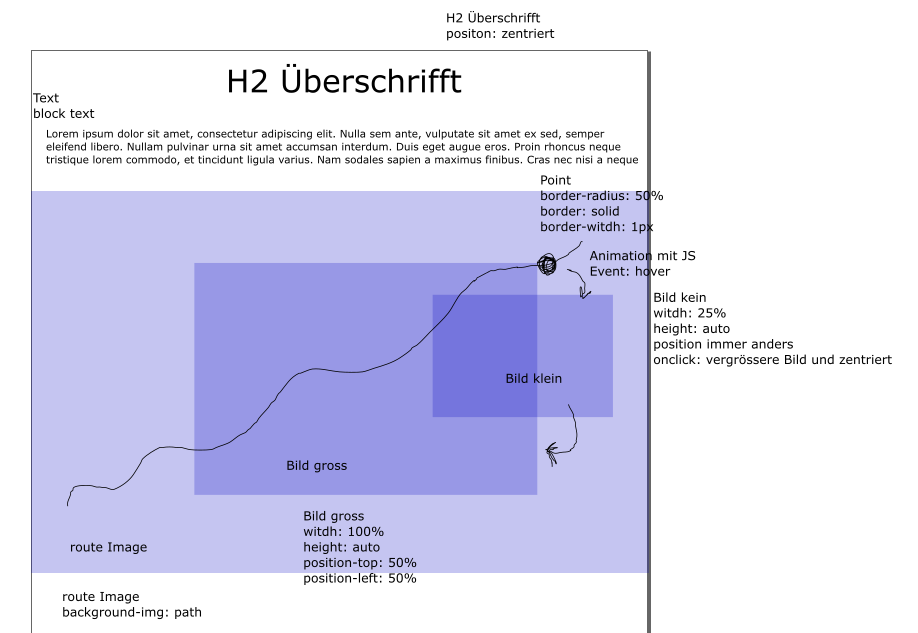 H2 Überschrifft
positon: zentriert
H2 Überschrifft
Text
block text
Lorem ipsum dolor sit amet, consectetur adipiscing elit. Nulla sem ante, vulputate sit amet ex sed, semper
eleifend libero. Nullam pulvinar urna sit amet accumsan interdum. Duis eget augue eros. Proin rhoncus neque
tristique lorem commodo, et tincidunt ligula varius. Nam sodales sapien a maximus finibus. Cras nec nisi a neque
Point
border-radius: 50%
border: solid
border-witdh: 1px
Animation mit JS
Event: hover
Bild kein
witdh: 25%
height: auto
position immer anders
onclick: vergrössere Bild und zentriert
Bild klein
Bild gross
Bild gross
witdh: 100%
height: auto
position-top: 50%
position-left: 50%
route Image
route Image
background-img: path